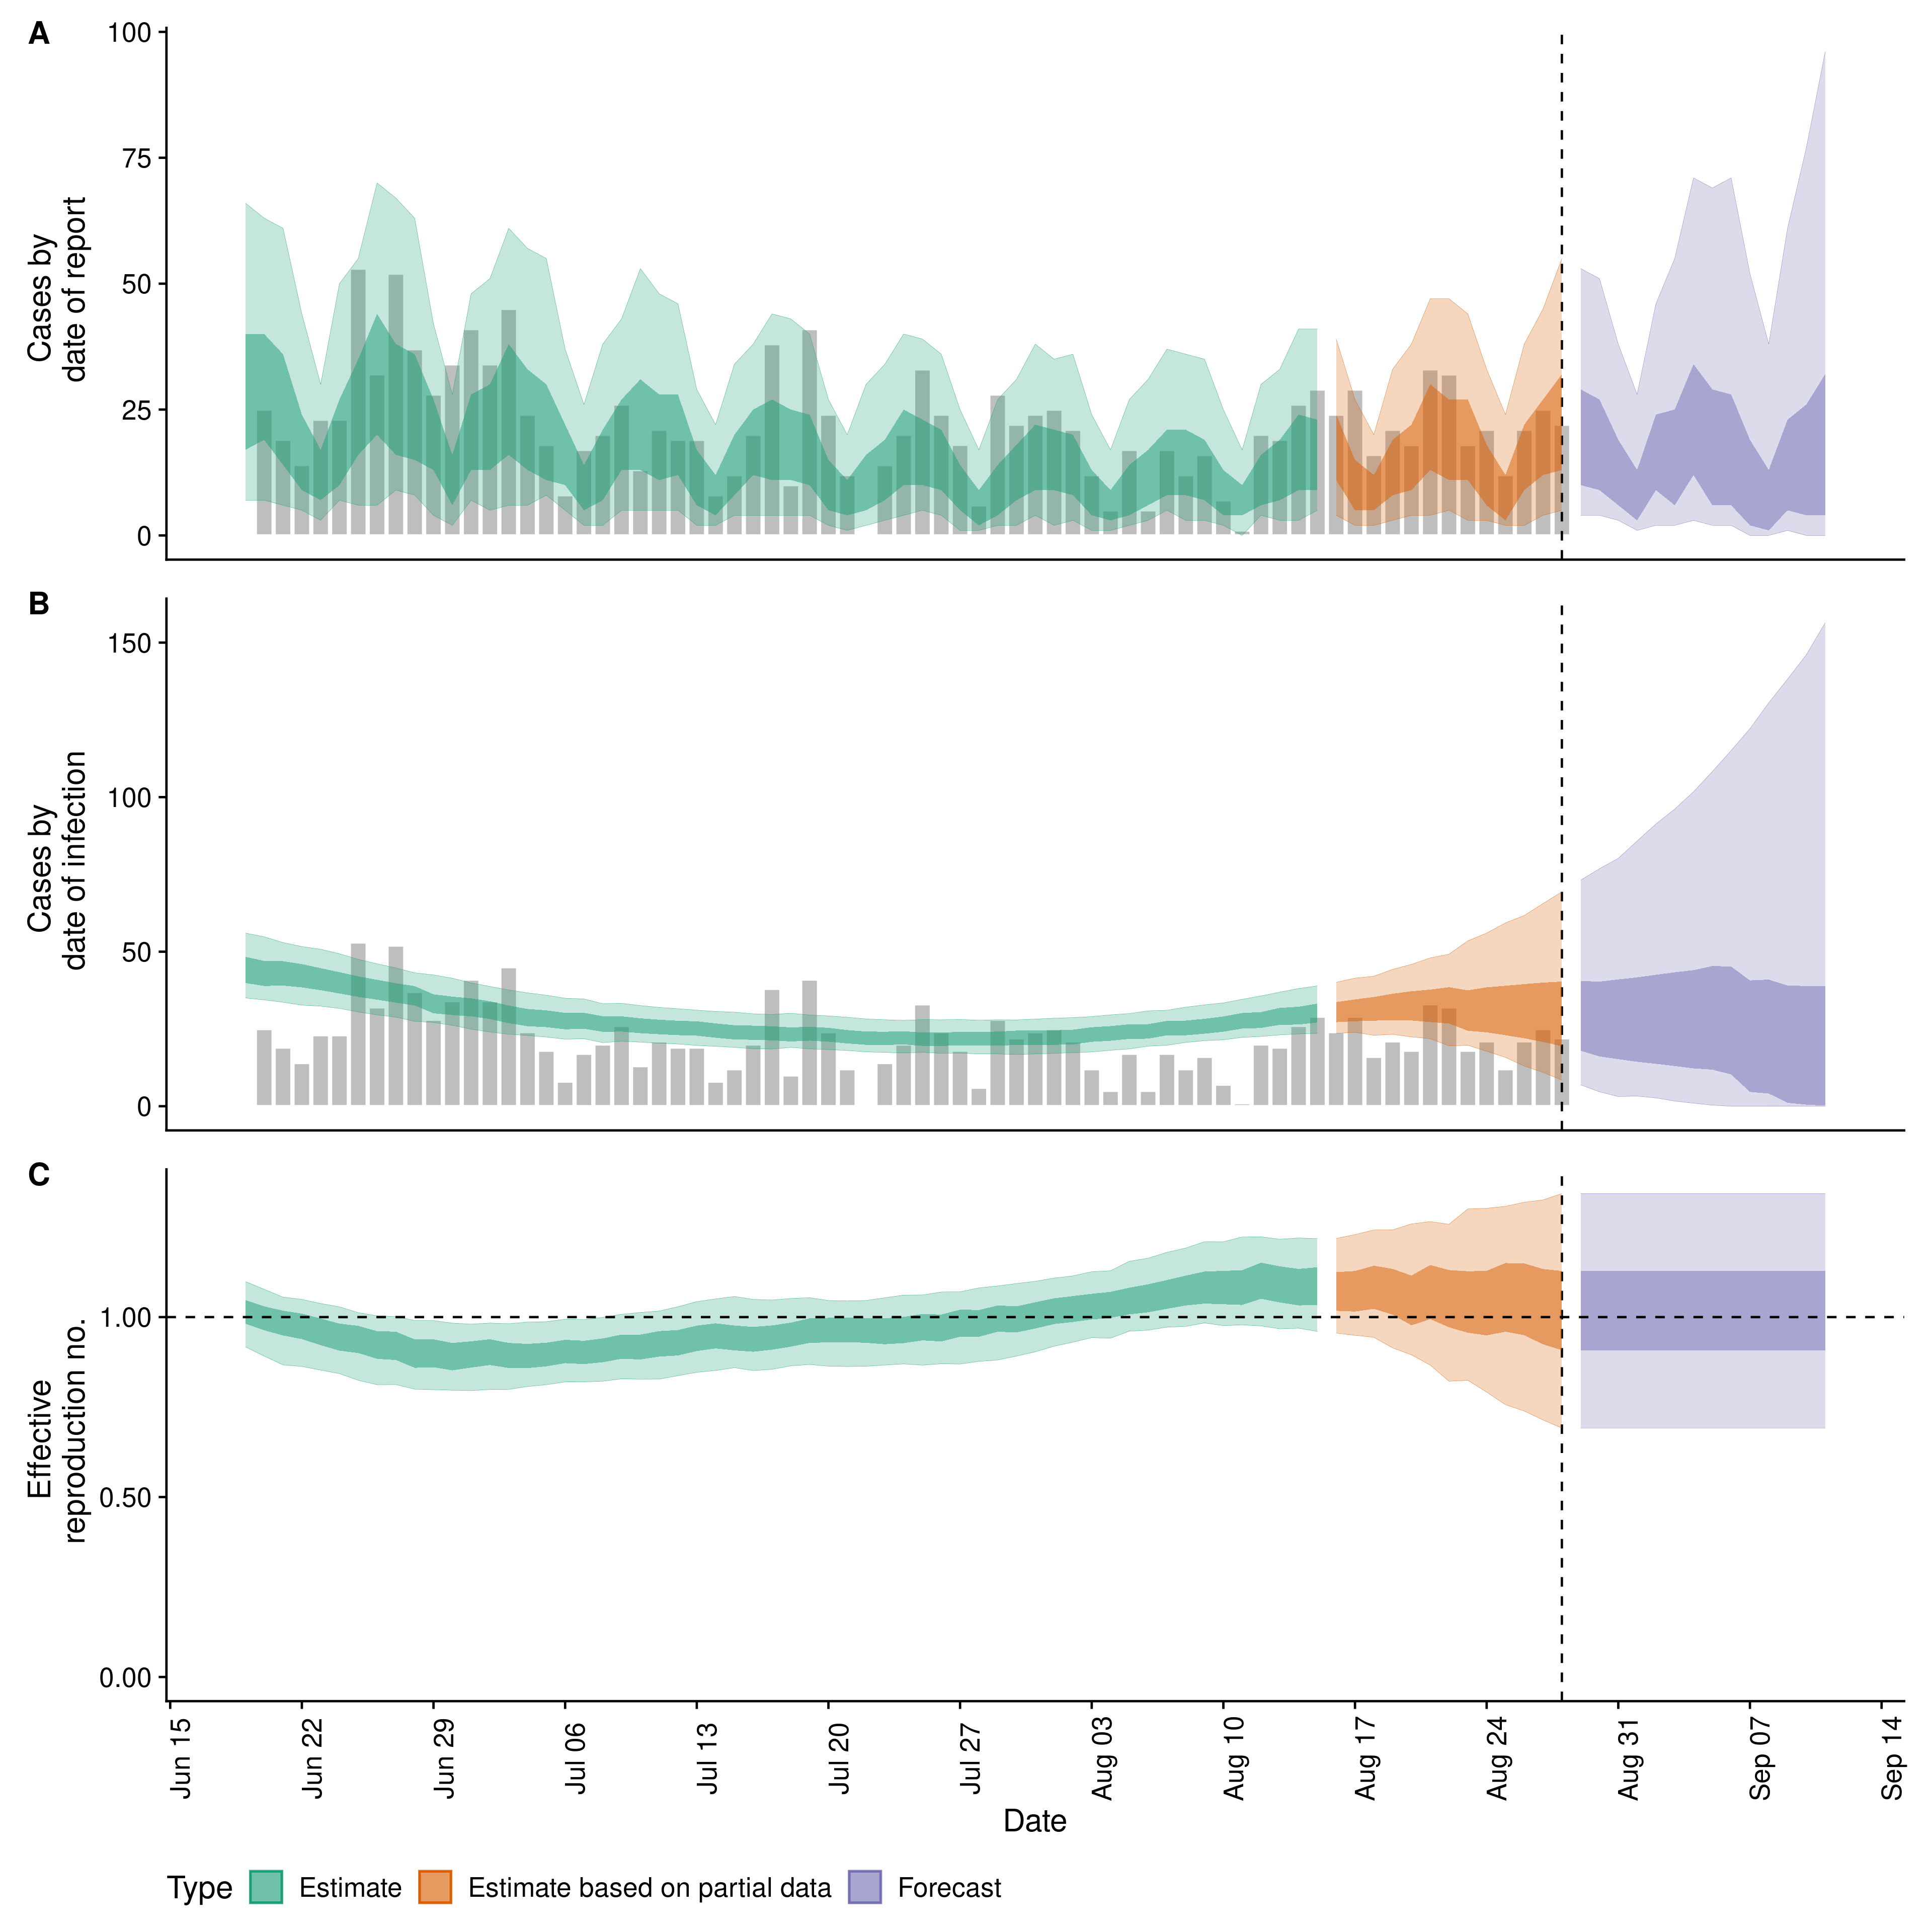 A
Cases by
date of report
100
75
50
25
0
B
Cases by
date of infection
150
100
50
0
C
Effective
reproduction no.
1.00
0.50
0.00
Jun 15
Jun 22
Jun 29
Jul 06
Jul 13
Jul 20
Jul 27
Aug 03
Aug 10
Aug 17
Aug 24
Aug 31
Sep 07
Sep 14
Date
Type Estimate Estimate based on partial data Forecast